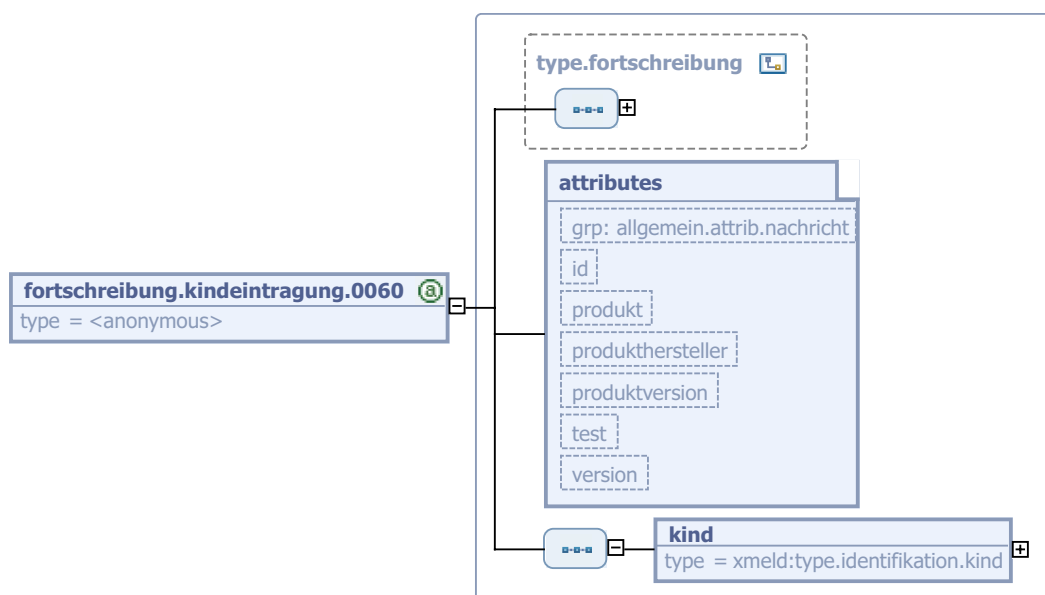 type.fortschreibung
attributes
grp: allgemein.attrib.nachricht
id
produkt
produkthersteller
produktversion
test
version
fortschreibung.kindeintragung.0060 @
type = <anonymous>
kind
type = xmeld:type.identifikation.kind